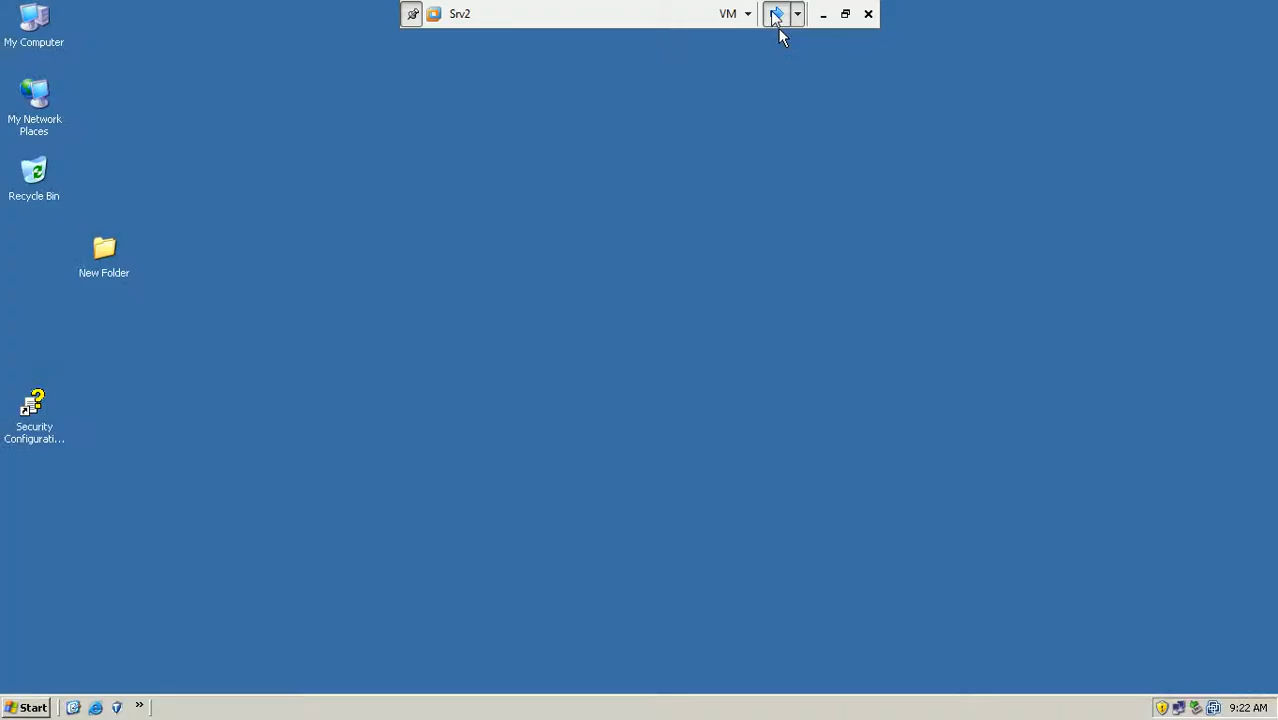 Srv2
VM
My Computer
My Network
Places
Recycle Bin
New Folder
Security
Configurati...
Start
»
9:22 AM